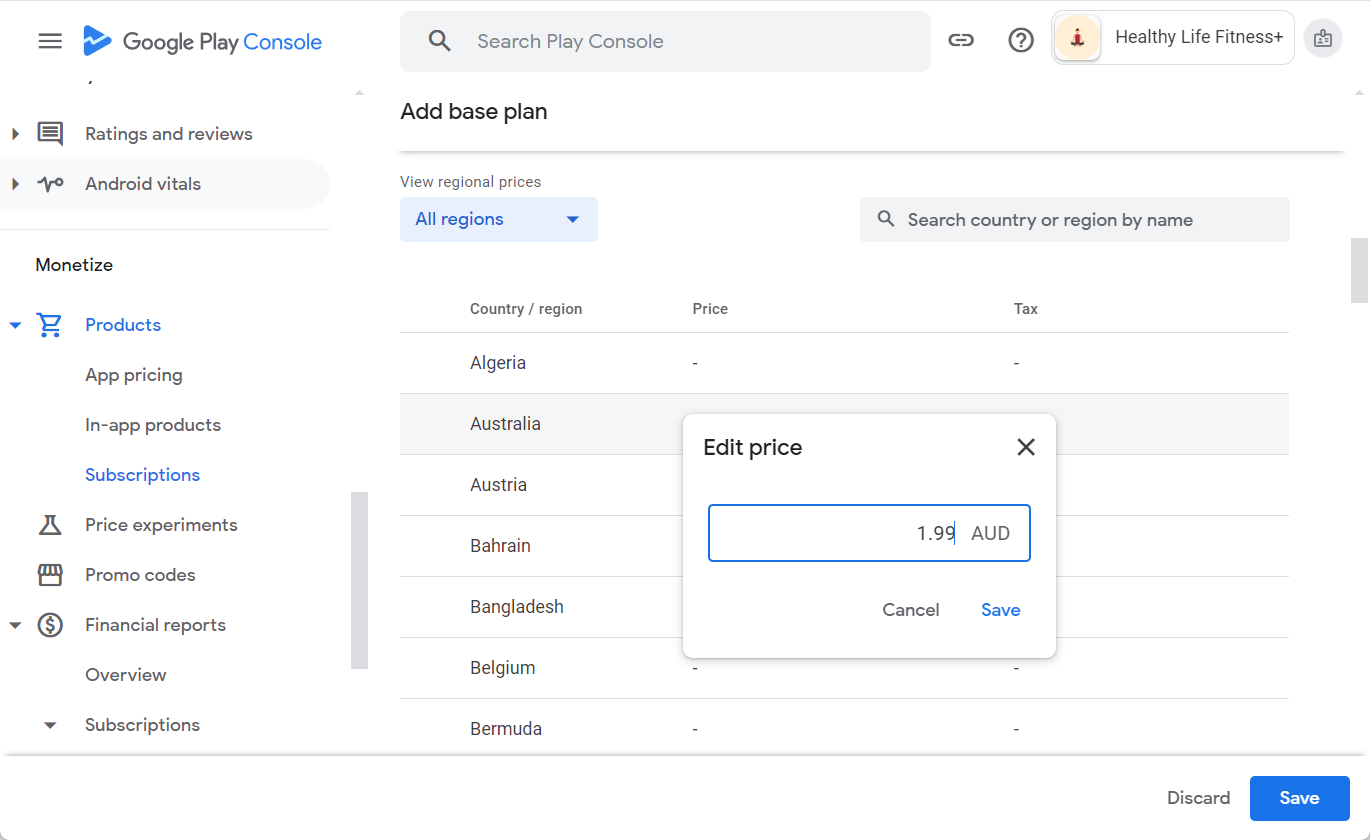 Google Play Console
Search Play Console
Healthy Life Fitness+
Ratings and reviews
Android vitals
Monetize
Products
App pricing
In-app products
Subscriptions
Price experiments
Promo codes
Financial reports
Overview
Subscriptions
Add base plan
View regional prices
All regions
Search country or region by name
Country / region Price Tax
Algeria - -
Australia
Austria
Bahrain
Bangladesh
Belgium - -
Bermuda - -
Edit price
1.99 AUD
Cancel Save
Discard Save